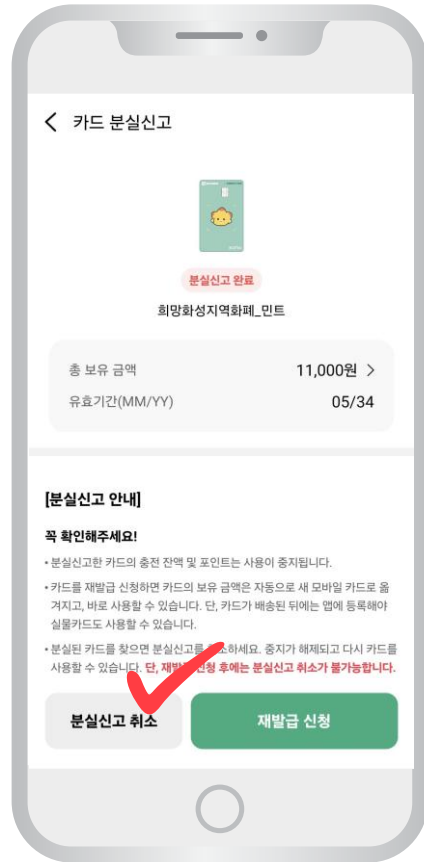 카드 분실신고
분실신고 완료
희망화성지역화폐_민트
총 보유 금액 11,000원
유효기간(MM/YY) 05/34
[분실신고 안내]
꼭 확인해주세요!
• 분실신고한 카드의 충전 잔액 및 포인트는 사용이 중지됩니다.
• 카드를 재발급 신청하면 카드의 보유 금액은 자동으로 새 모바일 카드로 옮
겨지고, 바로 사용할 수 있습니다. 단, 카드가 배송된 뒤에는 앱에 등록해야
실물카드도 사용할 수 있습니다.
• 분실된 카드를 찾으면 분실신고를 취소하세요. 중지가 해제되고 다시 카드를
사용할 수 있습니다. 단, 재발급 신청 후에는 분실신고 취소가 불가능합니다.
분실신고 취소 재발급 신청